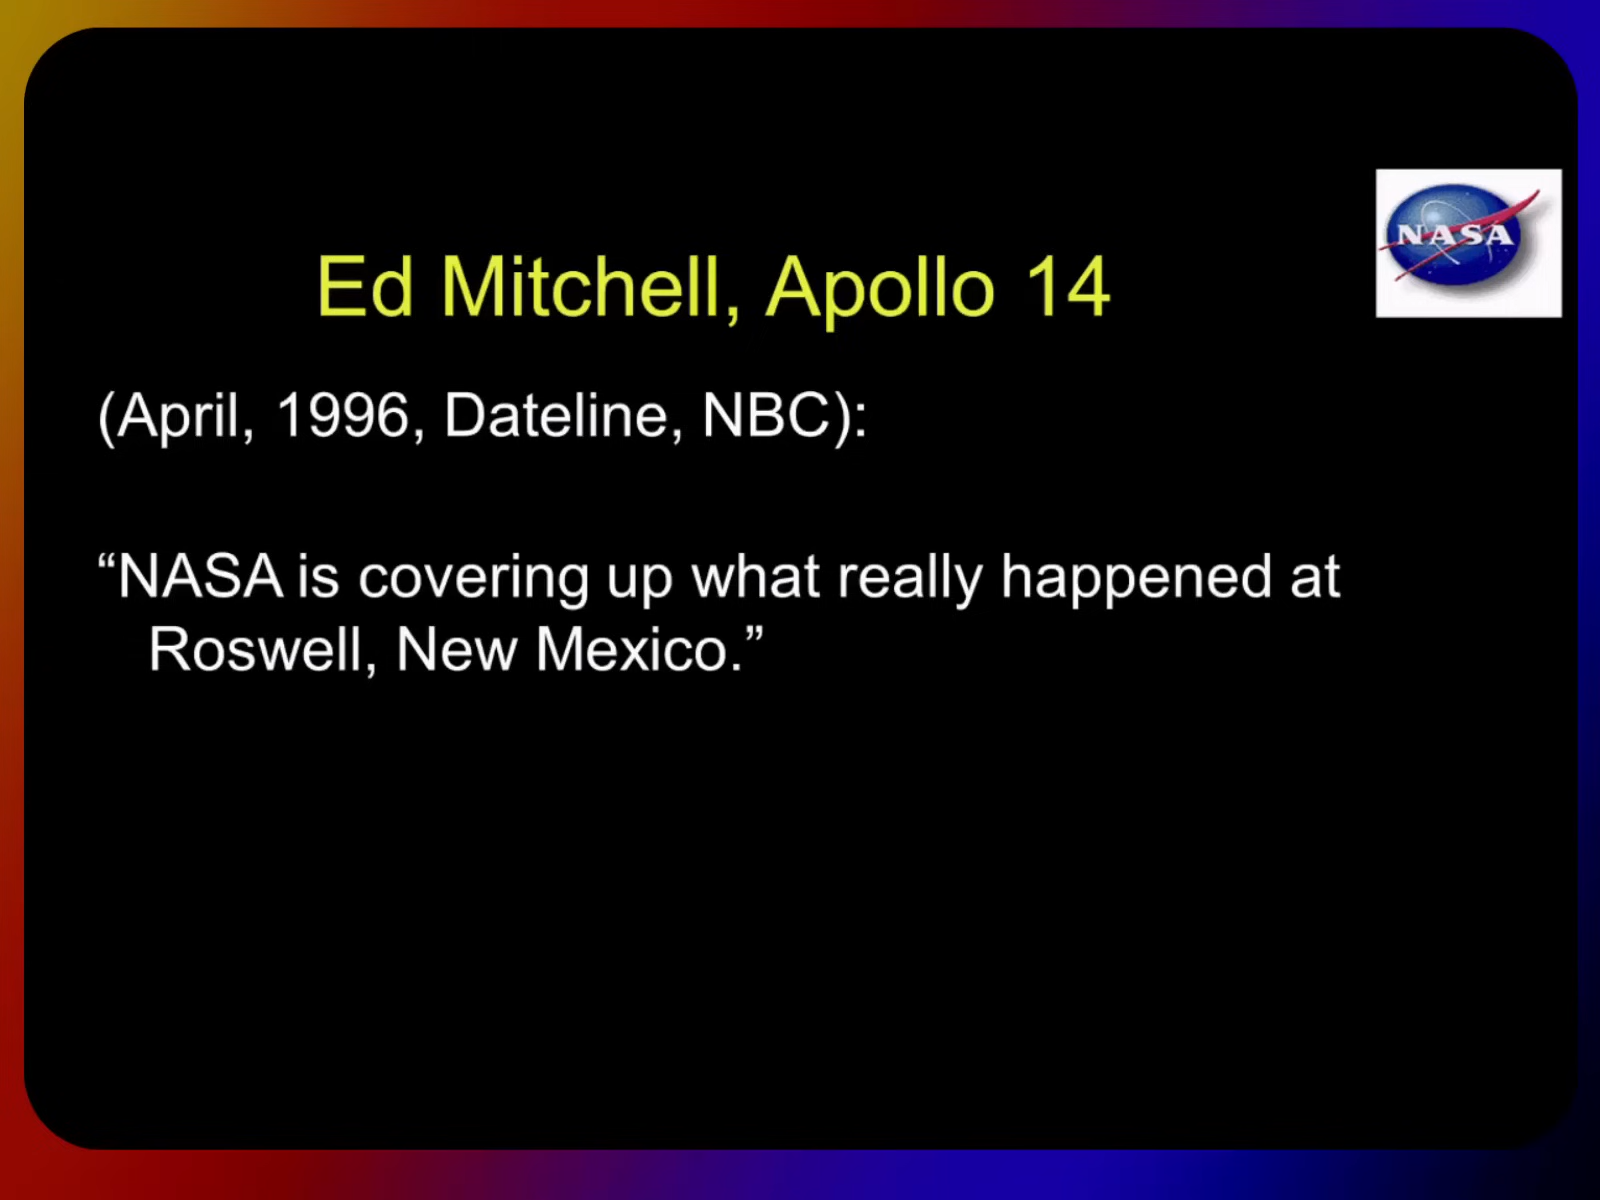 NASA
Ed Mitchell, Apollo 14
(April, 1996, Dateline, NBC):
“NASA is covering up what really happened at
Roswell, New Mexico.”